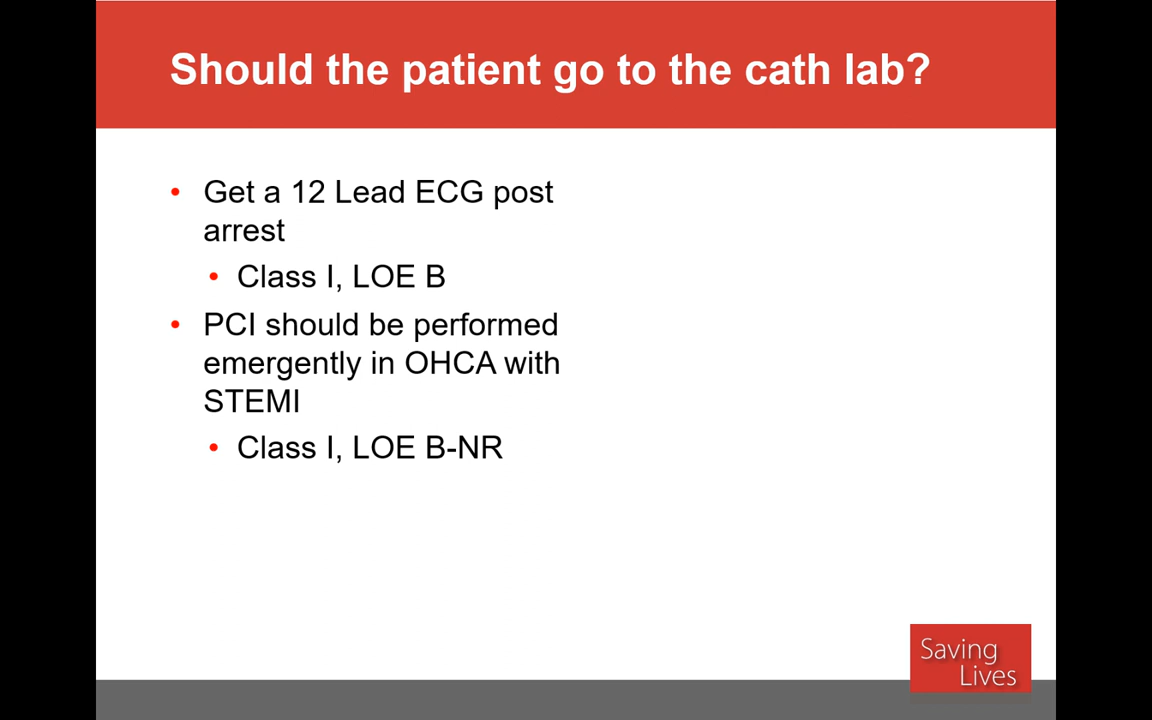 Should the patient go to the cath lab?
• Get a 12 Lead ECG post
arrest
• Class I, LOE B
• PCI should be performed
emergently in OHCA with
STEMI
• Class I, LOE B-NR
Saving
Lives